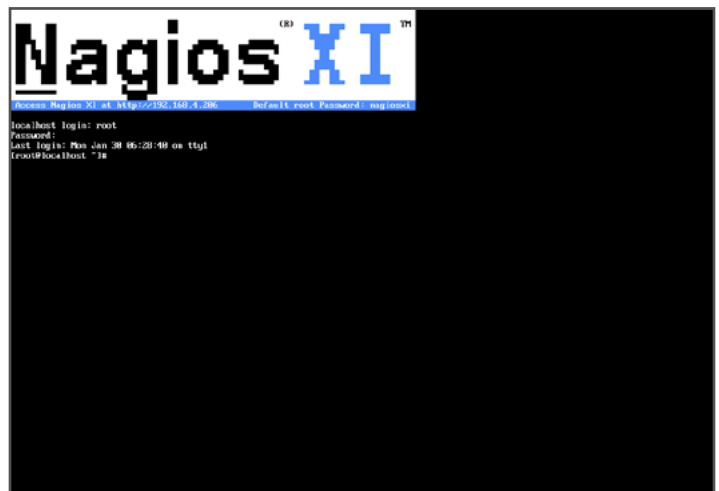 Nagios XI (R) TM
Access Nagios XI at http://192.168.4.206 Default root Password: nagiosxi
localhost login: root
Password:
Last login: Mon Jan 30 06:28:40 on tty1
[root@localhost ~]#